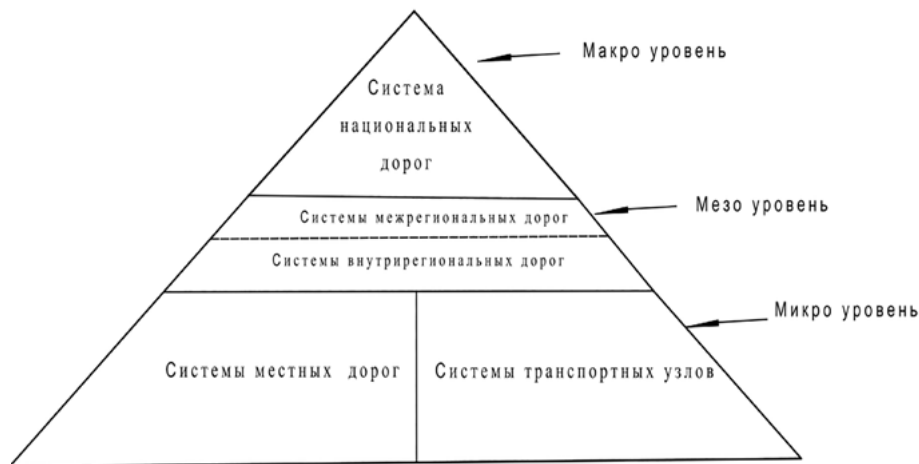 Макро уровень
Система
национальных
дорог
Мезо уровень
Системы межрегиональных дорог
Системы внутрирегиональных дорог
Микро уровень
Системы местных дорог
Системы транспортных узлов